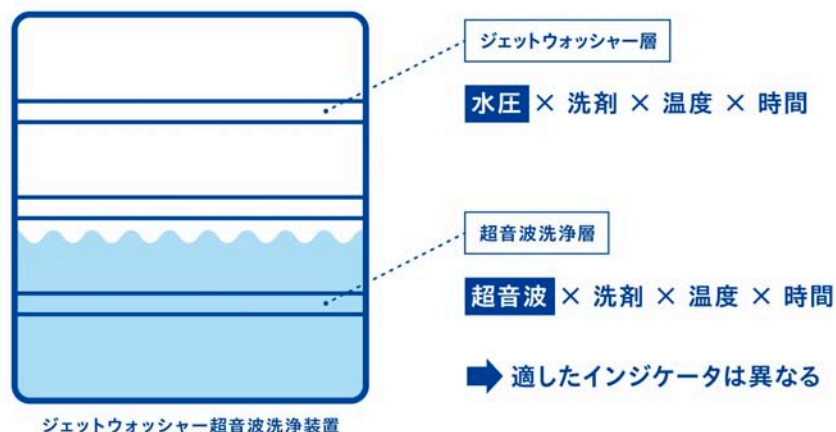 ジェットウォッシャー層
水圧 × 洗剤 × 温度 × 時間
超音波洗浄層
超音波 × 洗剤 × 温度 × 時間
➡ 適したインジケータは異なる
ジェットウォッシャー超音波洗浄装置